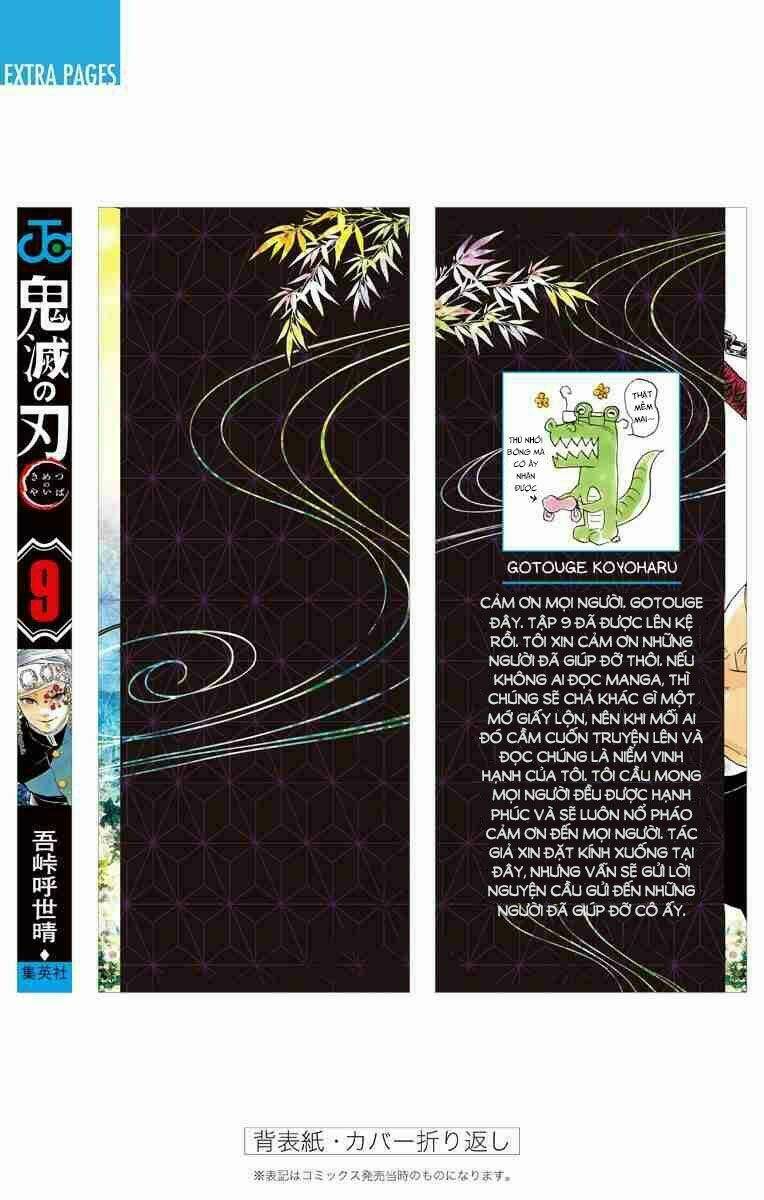 EXTRA PAGES
鬼滅の刃
きめつ
の
やいば
9
吾峠呼世晴
集英社
THẬT
MỀM
MẠI~
THÚ NHỒI
BÔNG MÀ
CÔ ẤY
NHẬN
ĐƯỢC
GOTOUGE KOYOHARU
CẢM ƠN MỌI NGƯỜI. GOTOUGE
ĐÂY. TẬP 9 ĐÃ ĐƯỢC LÊN KỆ
RỒI. TÔI XIN CẢM ƠN NHỮNG
NGƯỜI ĐÃ GIÚP ĐỠ THÔI. NẾU
KHÔNG AI ĐỌC MANGA, THÌ
CHÚNG SẼ CHẢ KHÁC GÌ MỘT
MỚ GIẤY LỘN, NÊN KHI MỖI AI
ĐÓ CẦM CUỐN TRUYỆN LÊN VÀ
ĐỌC CHÚNG LÀ NIỀM VINH
HẠNH CỦA TÔI. TÔI CẦU MONG
MỌI NGƯỜI ĐỀU ĐƯỢC HẠNH
PHÚC VÀ SẼ LUÔN NỔ PHÁO
CẢM ƠN ĐẾN MỌI NGƯỜI. TÁC
GIẢ XIN ĐẶT KÍNH XUỐNG TẠI
ĐÂY, NHƯNG VẪN SẼ GỬI LỜI
NGUYỆN CẦU GỬI ĐẾN NHỮNG
NGƯỜI ĐÃ GIÚP ĐỠ CÔ ẤY.
背表紙・カバー折り返し
※表記はコミックス発売当時のものになります。